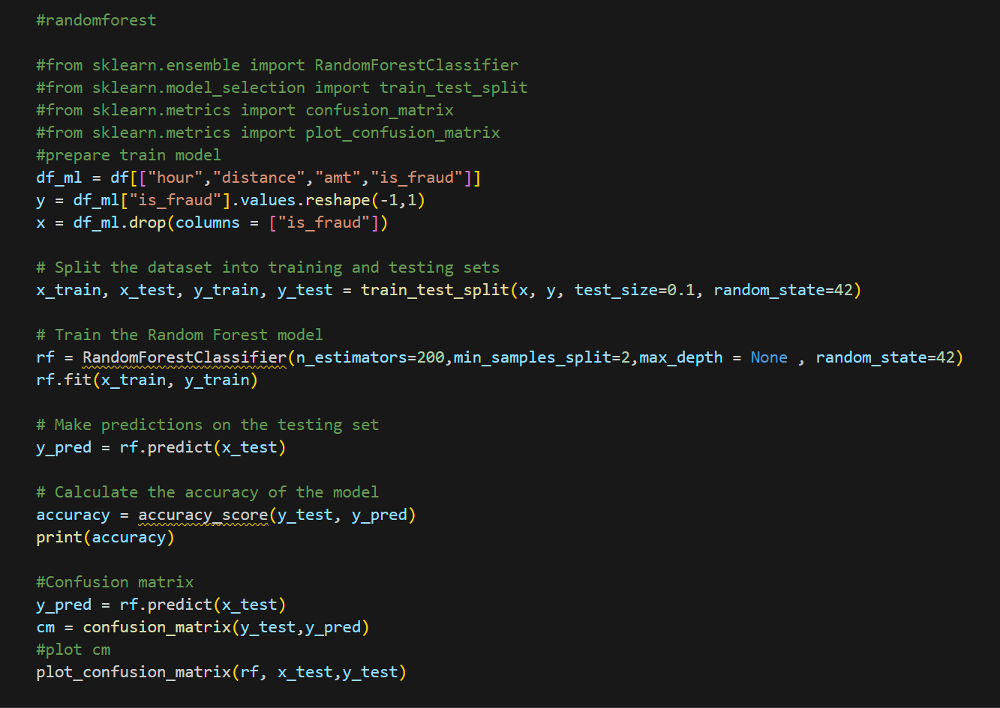 #randomforest
#from sklearn.ensemble import RandomForestClassifier
#from sklearn.model_selection import train_test_split
#from sklearn.metrics import confusion_matrix
#from sklearn.metrics import plot_confusion_matrix
#prepare train model
df_ml = df[["hour","distance","amt","is_fraud"]]
y = df_ml["is_fraud"].values.reshape(-1,1)
x = df_ml.drop(columns = ["is_fraud"])
# Split the dataset into training and testing sets
x_train, x_test, y_train, y_test = train_test_split(x, y, test_size=0.1, random_state=42)
# Train the Random Forest model
rf = RandomForestClassifier(n_estimators=200,min_samples_split=2,max_depth = None , random_state=42)
rf.fit(x_train, y_train)
# Make predictions on the testing set
y_pred = rf.predict(x_test)
# Calculate the accuracy of the model
accuracy = accuracy_score(y_test, y_pred)
print(accuracy)
#Confusion matrix
y_pred = rf.predict(x_test)
cm = confusion_matrix(y_test,y_pred)
#plot cm
plot_confusion_matrix(rf, x_test,y_test)